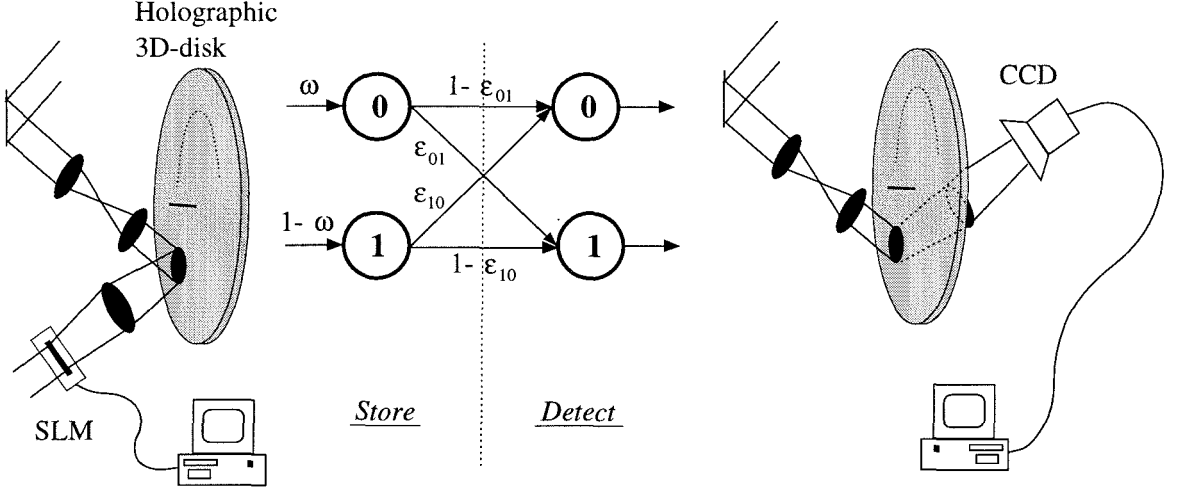 Holographic
3D-disk
SLM
ω
1- ε01
0
0
ε01
ε10
1- ω
1
1
1- ε10
Store
Detect
CCD